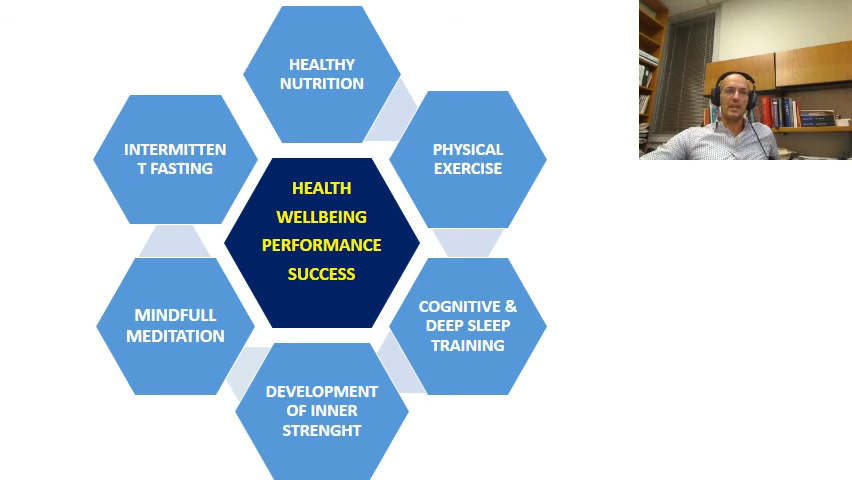 HEALTHY
NUTRITION
INTERMITTEN
T FASTING
PHYSICAL
EXERCISE
HEALTH
WELLBEING
PERFORMANCE
SUCCESS
MINDFULL
MEDITATION
COGNITIVE &
DEEP SLEEP
TRAINING
DEVELOPMENT
OF INNER
STRENGHT